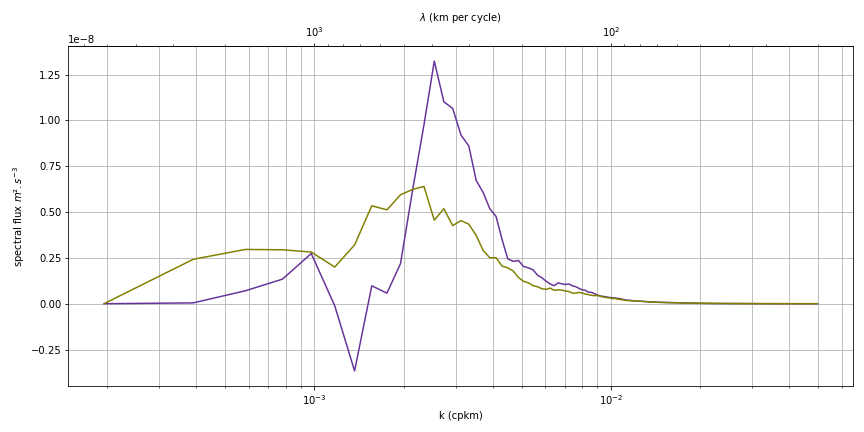 λ (km per cycle)
10³ 10²
1e−8
1.25
1.00
0.75
0.50
0.25
0.00
−0.25
spectral flux m².s⁻³
10⁻³ 10⁻²
k (cpkm)